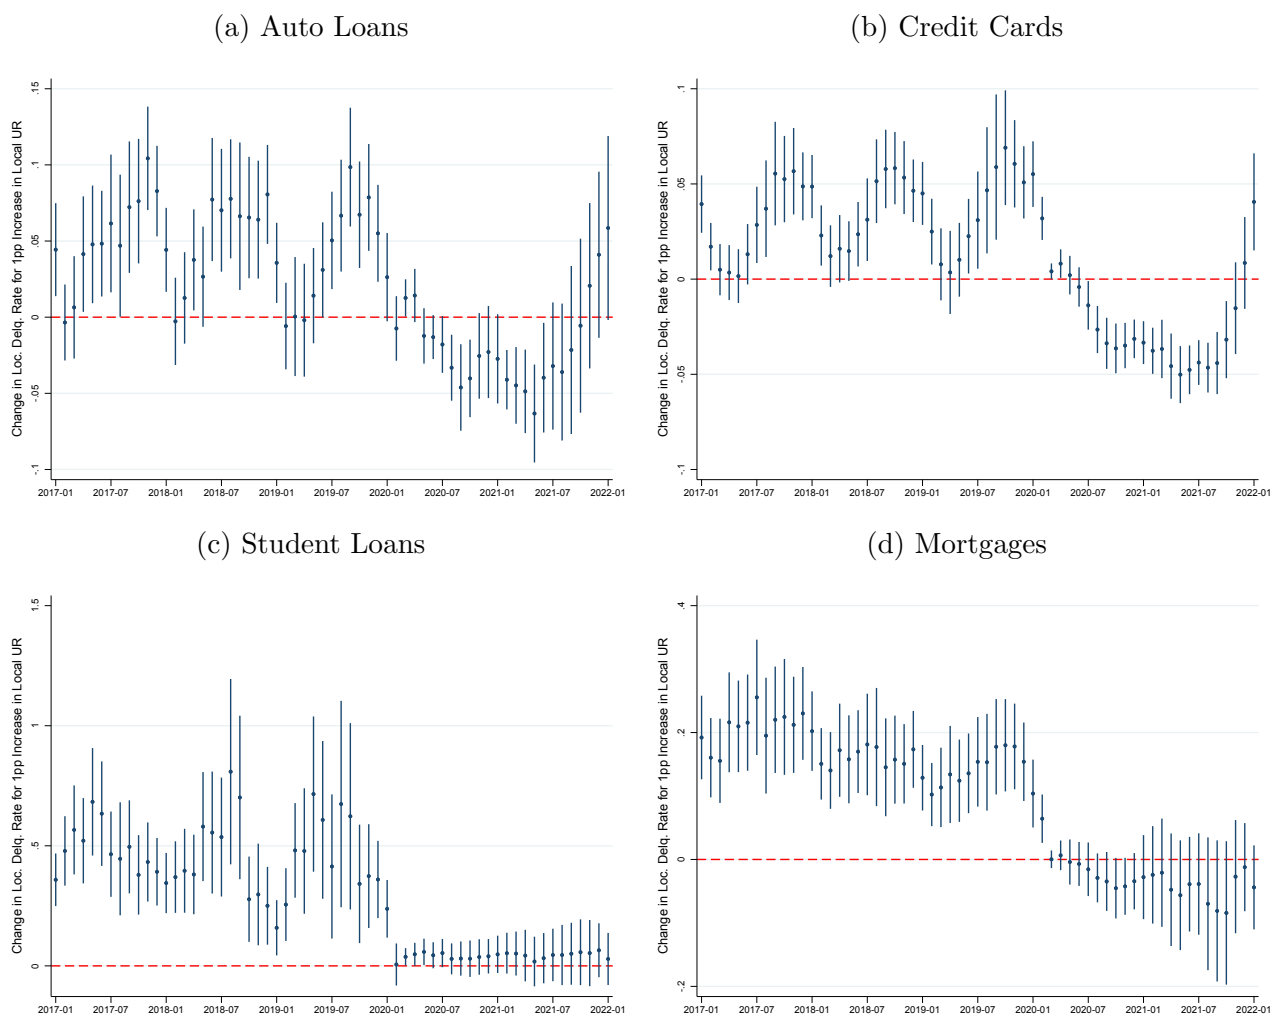 (a) Auto Loans
Change in Loc. Delq. Rate for 1pp Increase in Local UR
.15
.1
.05
0
-.05
-.1
2017-01 2017-07 2018-01 2018-07 2019-01 2019-07 2020-01 2020-07 2021-01 2021-07 2022-01
(b) Credit Cards
Change in Loc. Delq. Rate for 1pp Increase in Local UR
.1
.05
0
-.05
-.1
2017-01 2017-07 2018-01 2018-07 2019-01 2019-07 2020-01 2020-07 2021-01 2021-07 2022-01
(c) Student Loans
Change in Loc. Delq. Rate for 1pp Increase in Local UR
1.5
1
.5
0
2017-01 2017-07 2018-01 2018-07 2019-01 2019-07 2020-01 2020-07 2021-01 2021-07 2022-01
(d) Mortgages
Change in Loc. Delq. Rate for 1pp Increase in Local UR
.4
.2
0
-.2
2017-01 2017-07 2018-01 2018-07 2019-01 2019-07 2020-01 2020-07 2021-01 2021-07 2022-01